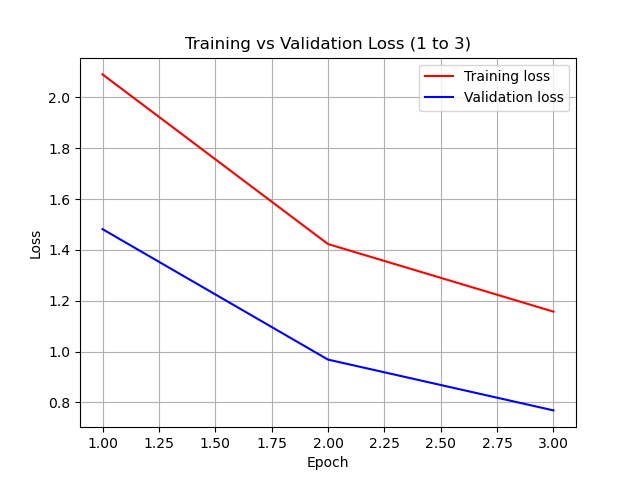 Training vs Validation Loss (1 to 3)
Training loss
Validation loss
2.0
1.8
1.6
1.4
1.2
1.0
0.8
Loss
1.00 1.25 1.50 1.75 2.00 2.25 2.50 2.75 3.00
Epoch